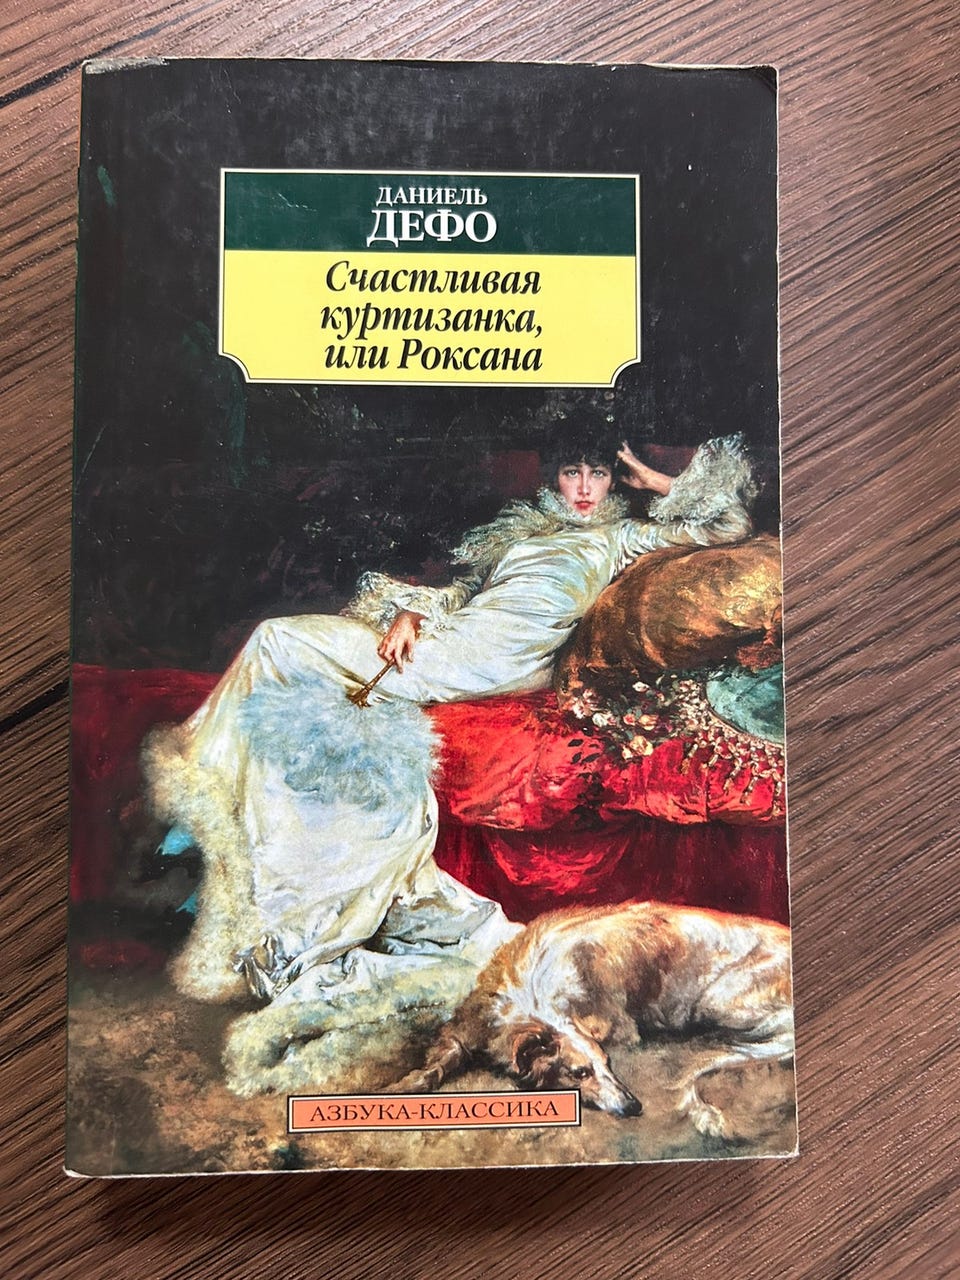 ДАНИЕЛЬ
ДЕФО
Счастливая
куртизанка,
или Роксана
АЗБУКА-КЛАССИКА